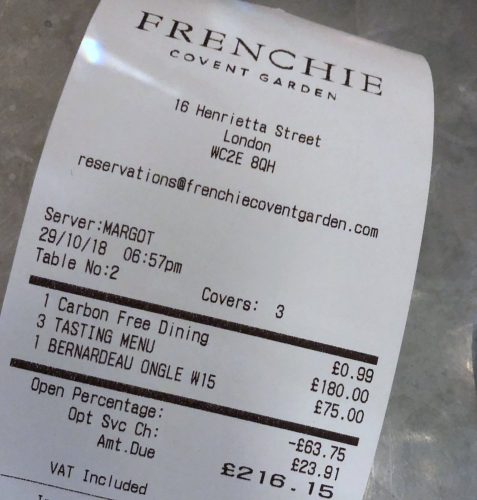 FRENCHIE
COVENT GARDEN
16 Henrietta Street
London
WC2E 8QH
reservations@frenchiecoventgarden.com
Server:MARGOT
29/10/18 06:57pm
Table No:2 Covers: 3
1 Carbon Free Dining £0.99
3 TASTING MENU £180.00
1 BERNARDEAU ONGLE W15 £75.00
Open Percentage: -£63.75
Opt Svc Ch: £23.91
Amt.Due £216.15
VAT Included